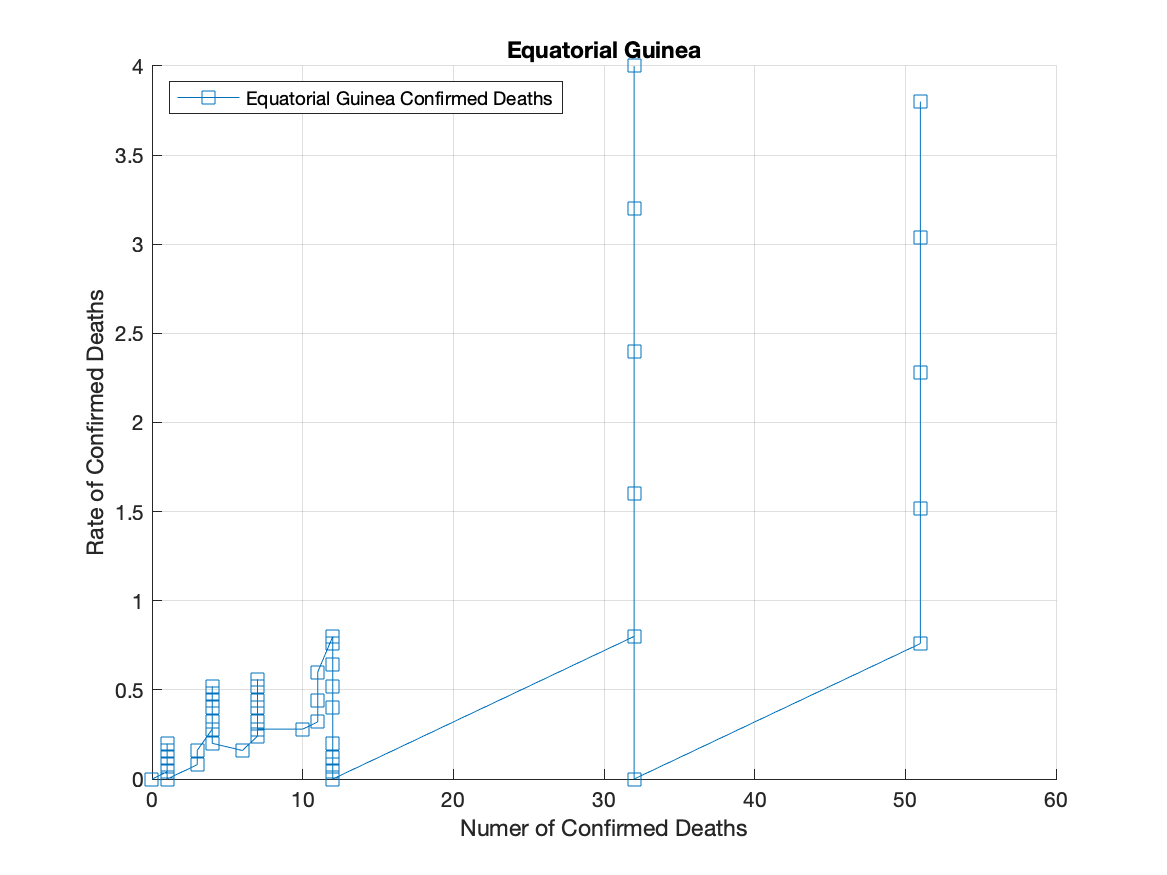 Equatorial Guinea
Equatorial Guinea Confirmed Deaths
4
3.5
3
2.5
2
1.5
1
0.5
0
Rate of Confirmed Deaths
0 10 20 30 40 50 60
Numer of Confirmed Deaths